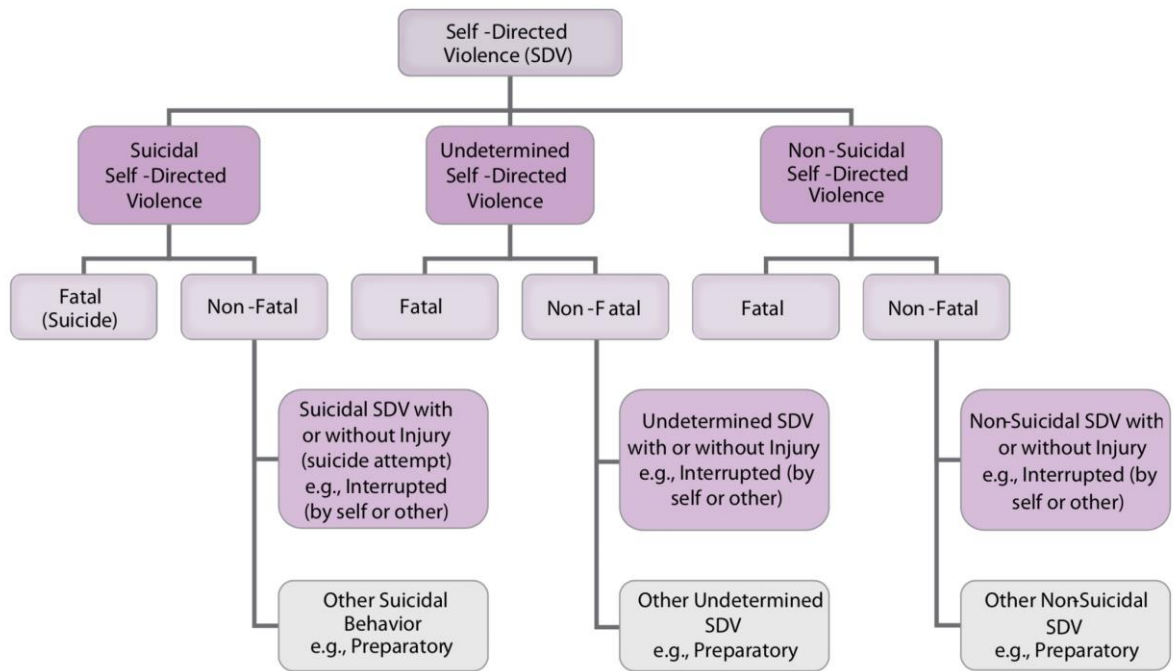 Self -Directed
Violence (SDV)
Suicidal
Self -Directed
Violence
Undetermined
Self -Directed
Violence
Non -Suicidal
Self -Directed
Violence
Fatal
(Suicide)
Non -Fatal
Fatal
Non -Fatal
Fatal
Non -Fatal
Suicidal SDV with
or without Injury
(suicide attempt)
e.g., Interrupted
(by self or other)
Undetermined SDV
with or without Injury
e.g., Interrupted (by
self or other)
Non-Suicidal SDV with
or without Injury
e.g., Interrupted (by
self or other)
Other Suicidal
Behavior
e.g., Preparatory
Other Undetermined
SDV
e.g., Preparatory
Other Non-Suicidal
SDV
e.g., Preparatory